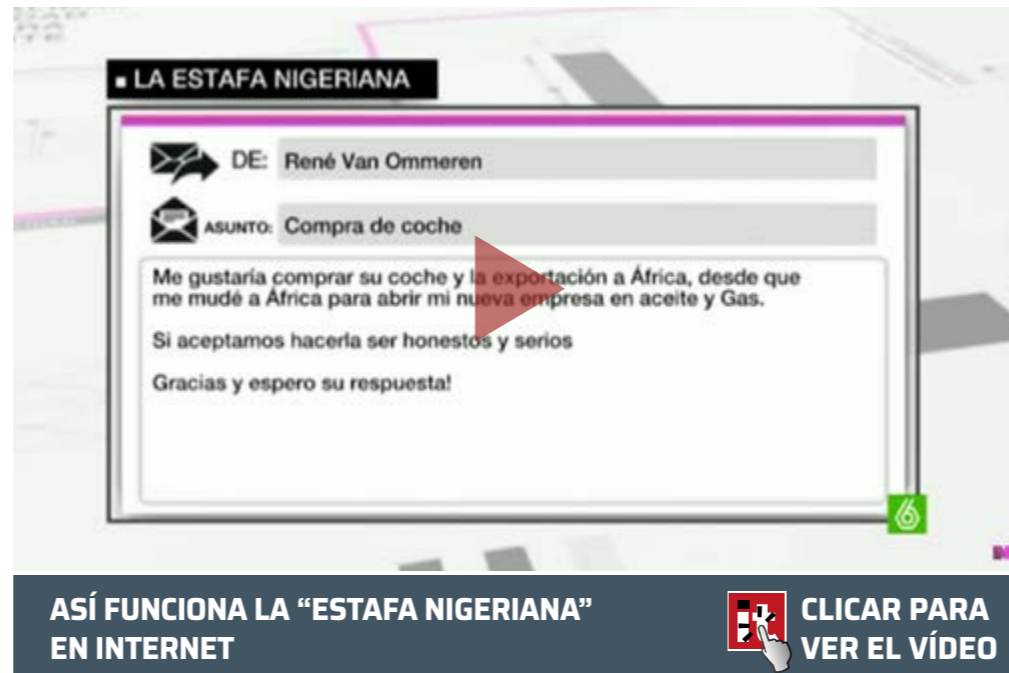 LA ESTAFA NIGERIANA
DE: René Van Ommeren
ASUNTO: Compra de coche
Me gustaría comprar su coche y la exportación a África, desde que
me mudé a África para abrir mi nueva empresa en aceite y Gas.
Si aceptamos hacerla ser honestos y serios
Gracias y espero su respuesta!
6
ASÍ FUNCIONA LA “ESTAFA NIGERIANA”
EN INTERNET
CLICAR PARA
VER EL VÍDEO